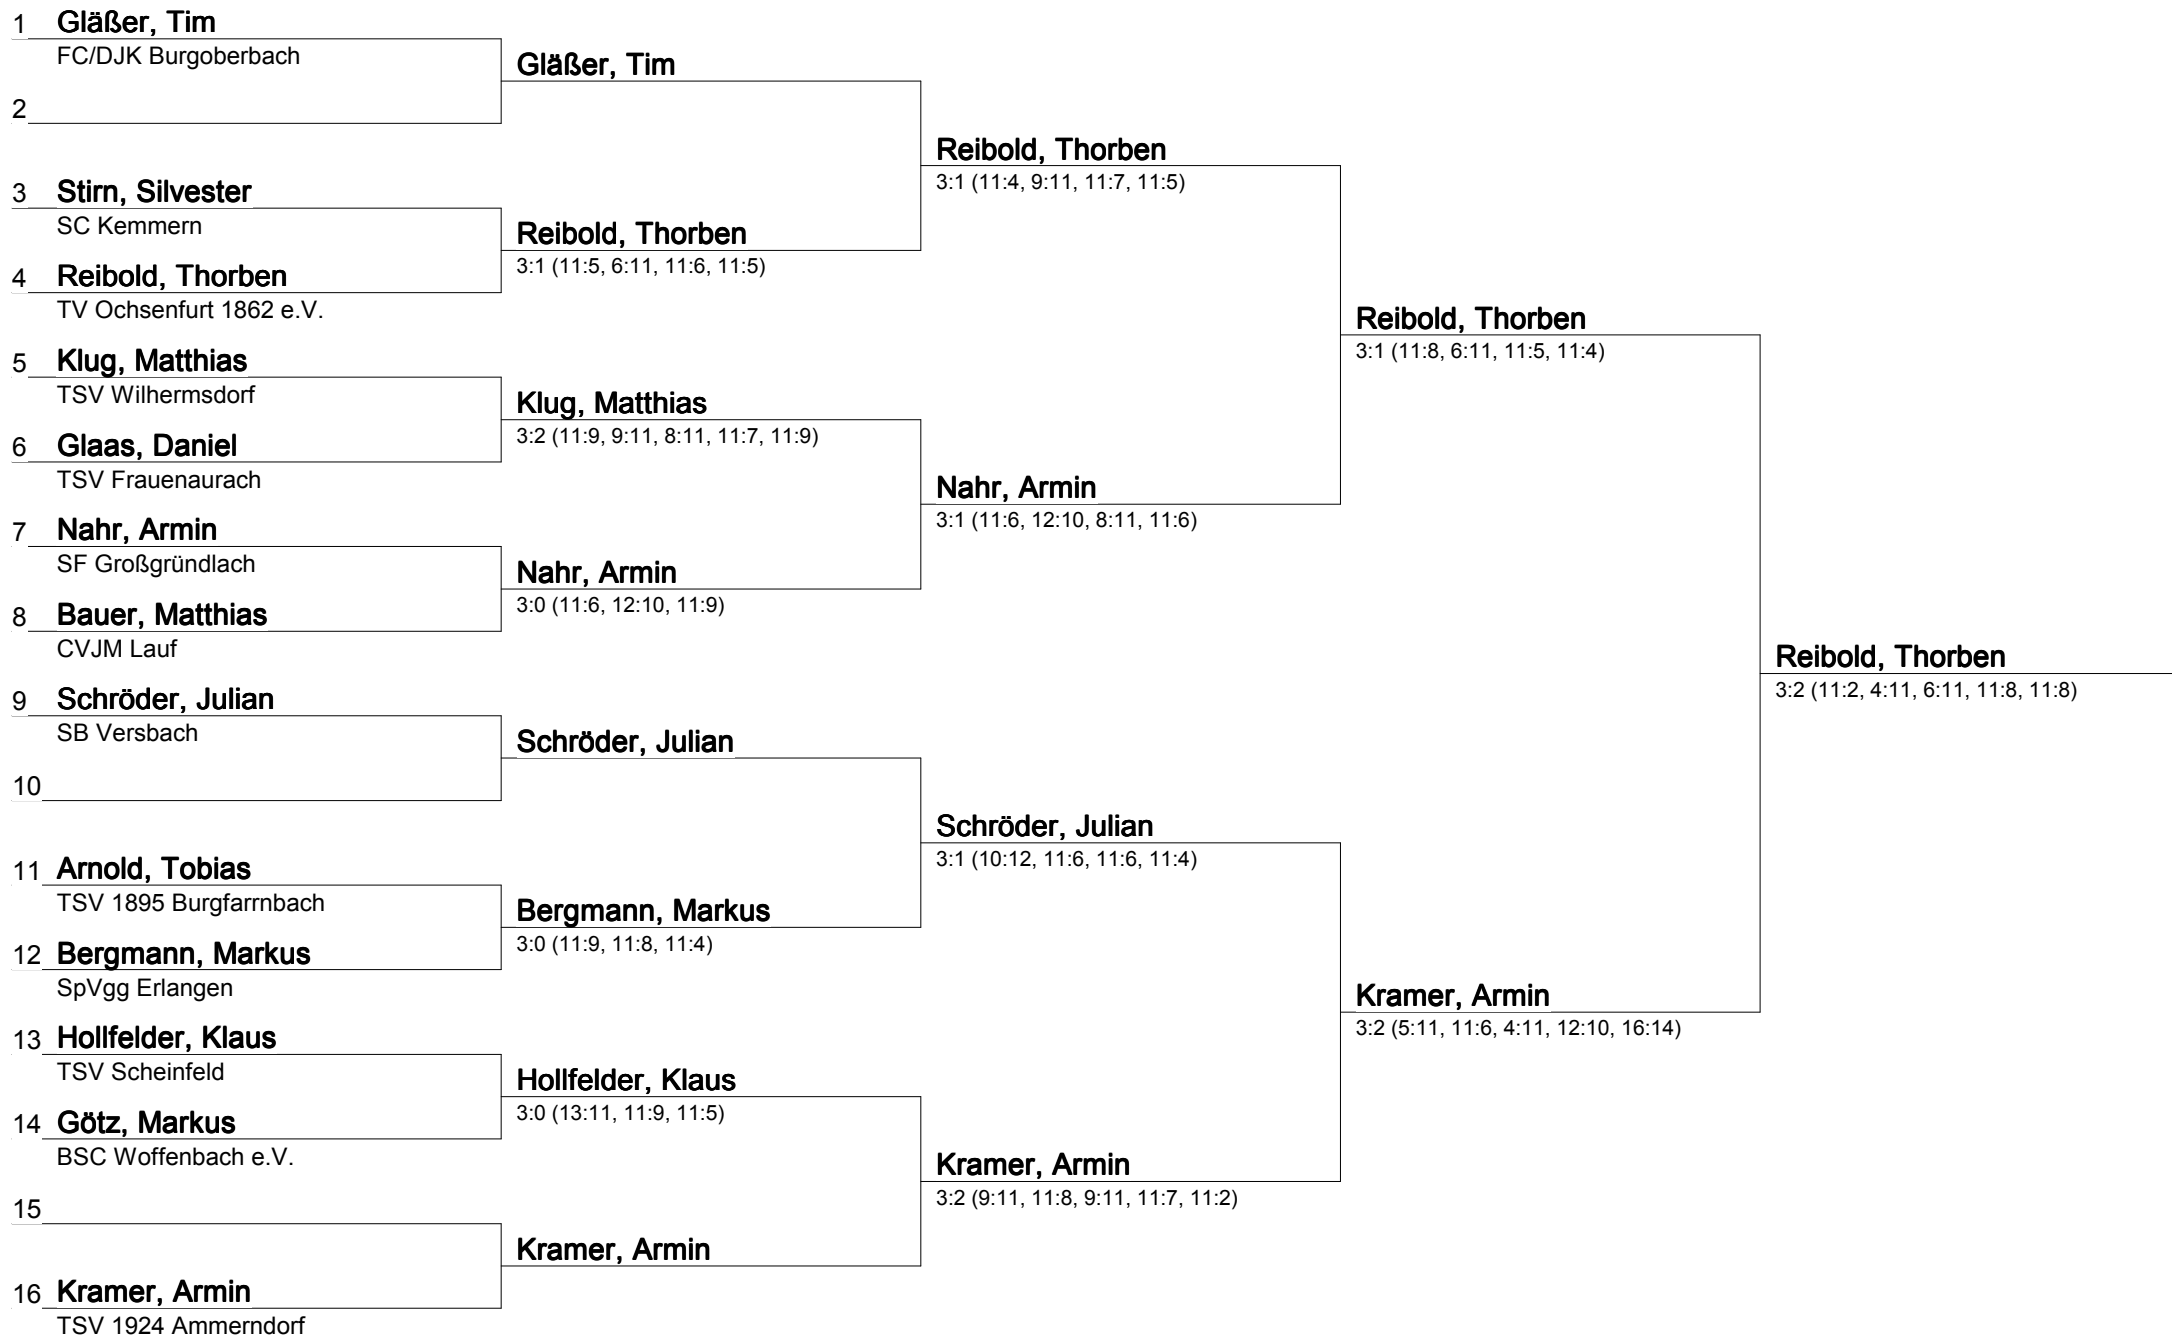 1 Gläßer, Tim
FC/DJK Burgoberbach
2
3 Stirn, Silvester
SC Kemmern
4 Reibold, Thorben
TV Ochsenfurt 1862 e.V.
5 Klug, Matthias
TSV Wilhermsdorf
6 Glaas, Daniel
TSV Frauenaurach
7 Nahr, Armin
SF Großgründlach
8 Bauer, Matthias
CVJM Lauf
9 Schröder, Julian
SB Versbach
10
11 Arnold, Tobias
TSV 1895 Burgfarrnbach
12 Bergmann, Markus
SpVgg Erlangen
13 Hollfelder, Klaus
TSV Scheinfeld
14 Götz, Markus
BSC Woffenbach e.V.
15
16 Kramer, Armin
TSV 1924 Ammerndorf
Gläßer, Tim
Reibold, Thorben
3:1 (11:5, 6:11, 11:6, 11:5)
Klug, Matthias
3:2 (11:9, 9:11, 8:11, 11:7, 11:9)
Nahr, Armin
3:0 (11:6, 12:10, 11:9)
Schröder, Julian
Bergmann, Markus
3:0 (11:9, 11:8, 11:4)
Hollfelder, Klaus
3:0 (13:11, 11:9, 11:5)
Kramer, Armin
Reibold, Thorben
3:1 (11:4, 9:11, 11:7, 11:5)
Nahr, Armin
3:1 (11:6, 12:10, 8:11, 11:6)
Schröder, Julian
3:1 (10:12, 11:6, 11:6, 11:4)
Kramer, Armin
3:2 (9:11, 11:8, 9:11, 11:7, 11:2)
Reibold, Thorben
3:1 (11:8, 6:11, 11:5, 11:4)
Kramer, Armin
3:2 (5:11, 11:6, 4:11, 12:10, 16:14)
Reibold, Thorben
3:2 (11:2, 4:11, 6:11, 11:8, 11:8)